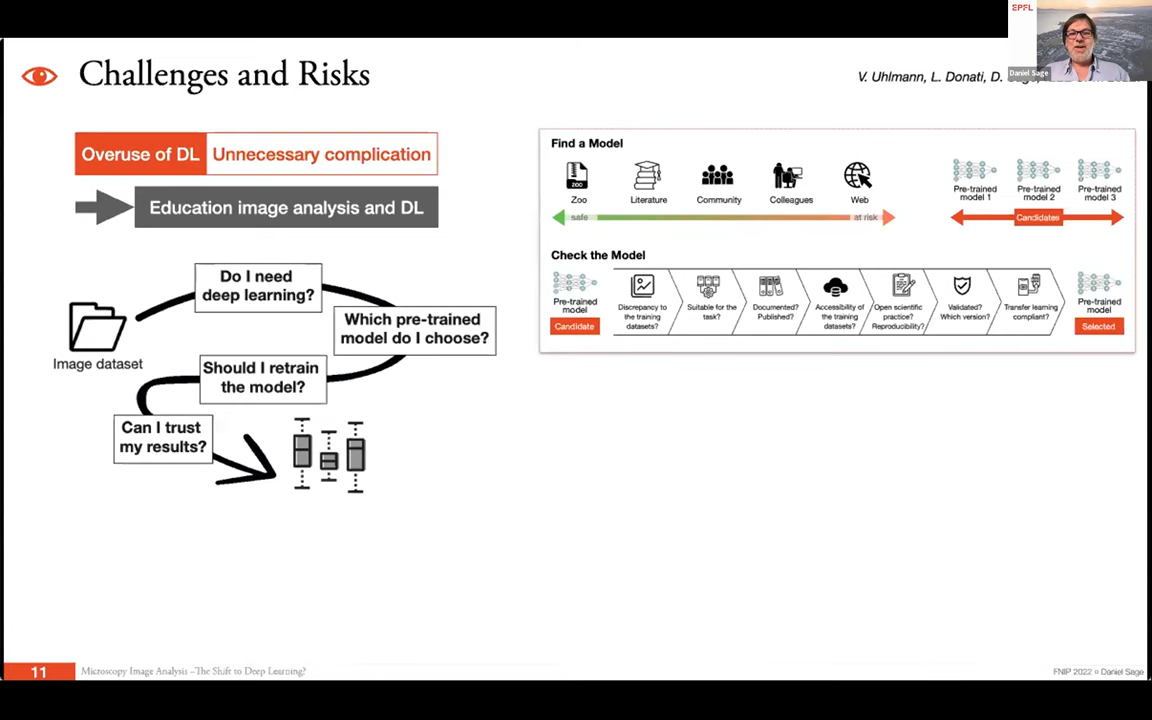 EPFL
Daniel Sage
Challenges and Risks
V. Uhlmann, L. Donati, D.
Overuse of DL
Unnecessary complication
Education image analysis and DL
Image dataset
Do I need
deep learning?
Which pre-trained
model do I choose?
Should I retrain
the model?
Can I trust
my results?
Find a Model
ZOO
Zoo
Literature
Community
Colleagues
Web
safe
at risk
Pre-trained
model 1
Pre-trained
model 2
Pre-trained
model 3
Candidates
Check the Model
Pre-trained
model
Candidate
Discrepancy to
the training
datasets?
Suitable for the
task?
Documented?
Published?
Accessibility of
the training
datasets?
Open scientific
practice?
Reproducibility?
Validated?
Which version?
Transfer learning
compliant?
Pre-trained
model
Selected
11
Microscopy Image Analysis –The Shift to Deep Learning?
FNIP 2022 ¤ Daniel Sage